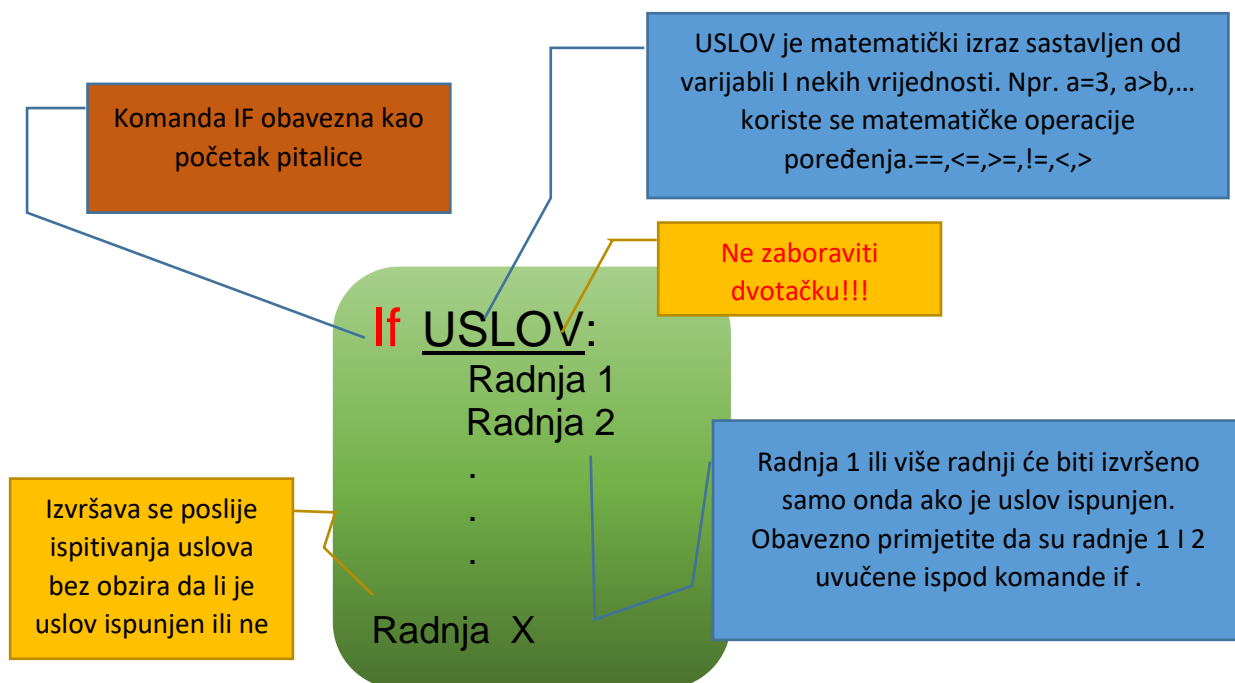 USLOV je matematički izraz sastavljen od
varijabli I nekih vrijednosti. Npr. a=3, a>b,…
koriste se matematičke operacije
poređenja.==,<=,>=,!=,<,>
Komanda IF obavezna kao
početak pitalice
Ne zaboraviti
dvotačku!!!
If USLOV:
Radnja 1
Radnja 2
.
.
.
Radnja X
Radnja 1 ili više radnji će biti izvršeno
samo onda ako je uslov ispunjen.
Obavezno primjetite da su radnje 1 I 2
uvučene ispod komande if .
Izvršava se poslije
ispitivanja uslova
bez obzira da li je
uslov ispunjen ili ne